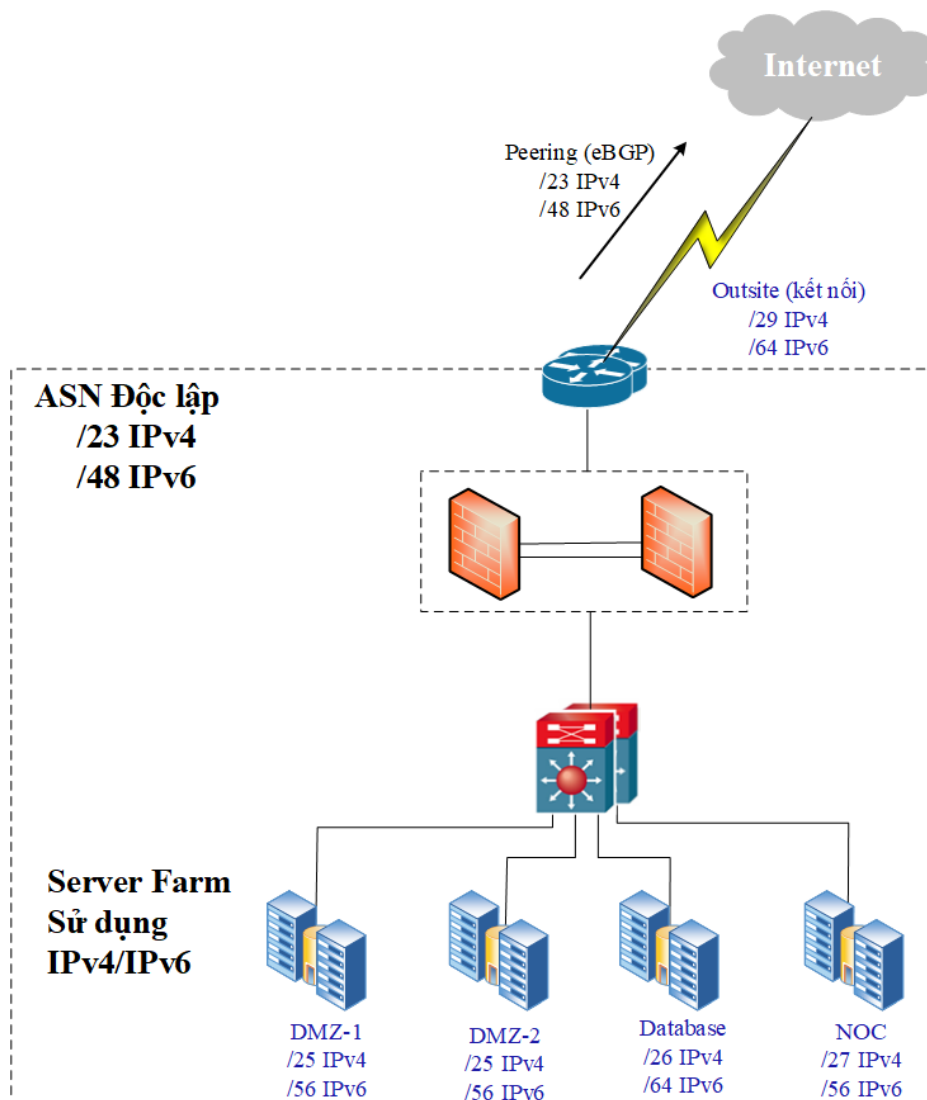 Internet
Peering (eBGP)
/23 IPv4
/48 IPv6
Outsite (kết nối)
/29 IPv4
/64 IPv6
ASN Độc lập
/23 IPv4
/48 IPv6
Server Farm
Sử dụng
IPv4/IPv6
DMZ-1
/25 IPv4
/56 IPv6
DMZ-2
/25 IPv4
/56 IPv6
Database
/26 IPv4
/64 IPv6
NOC
/27 IPv4
/56 IPv6